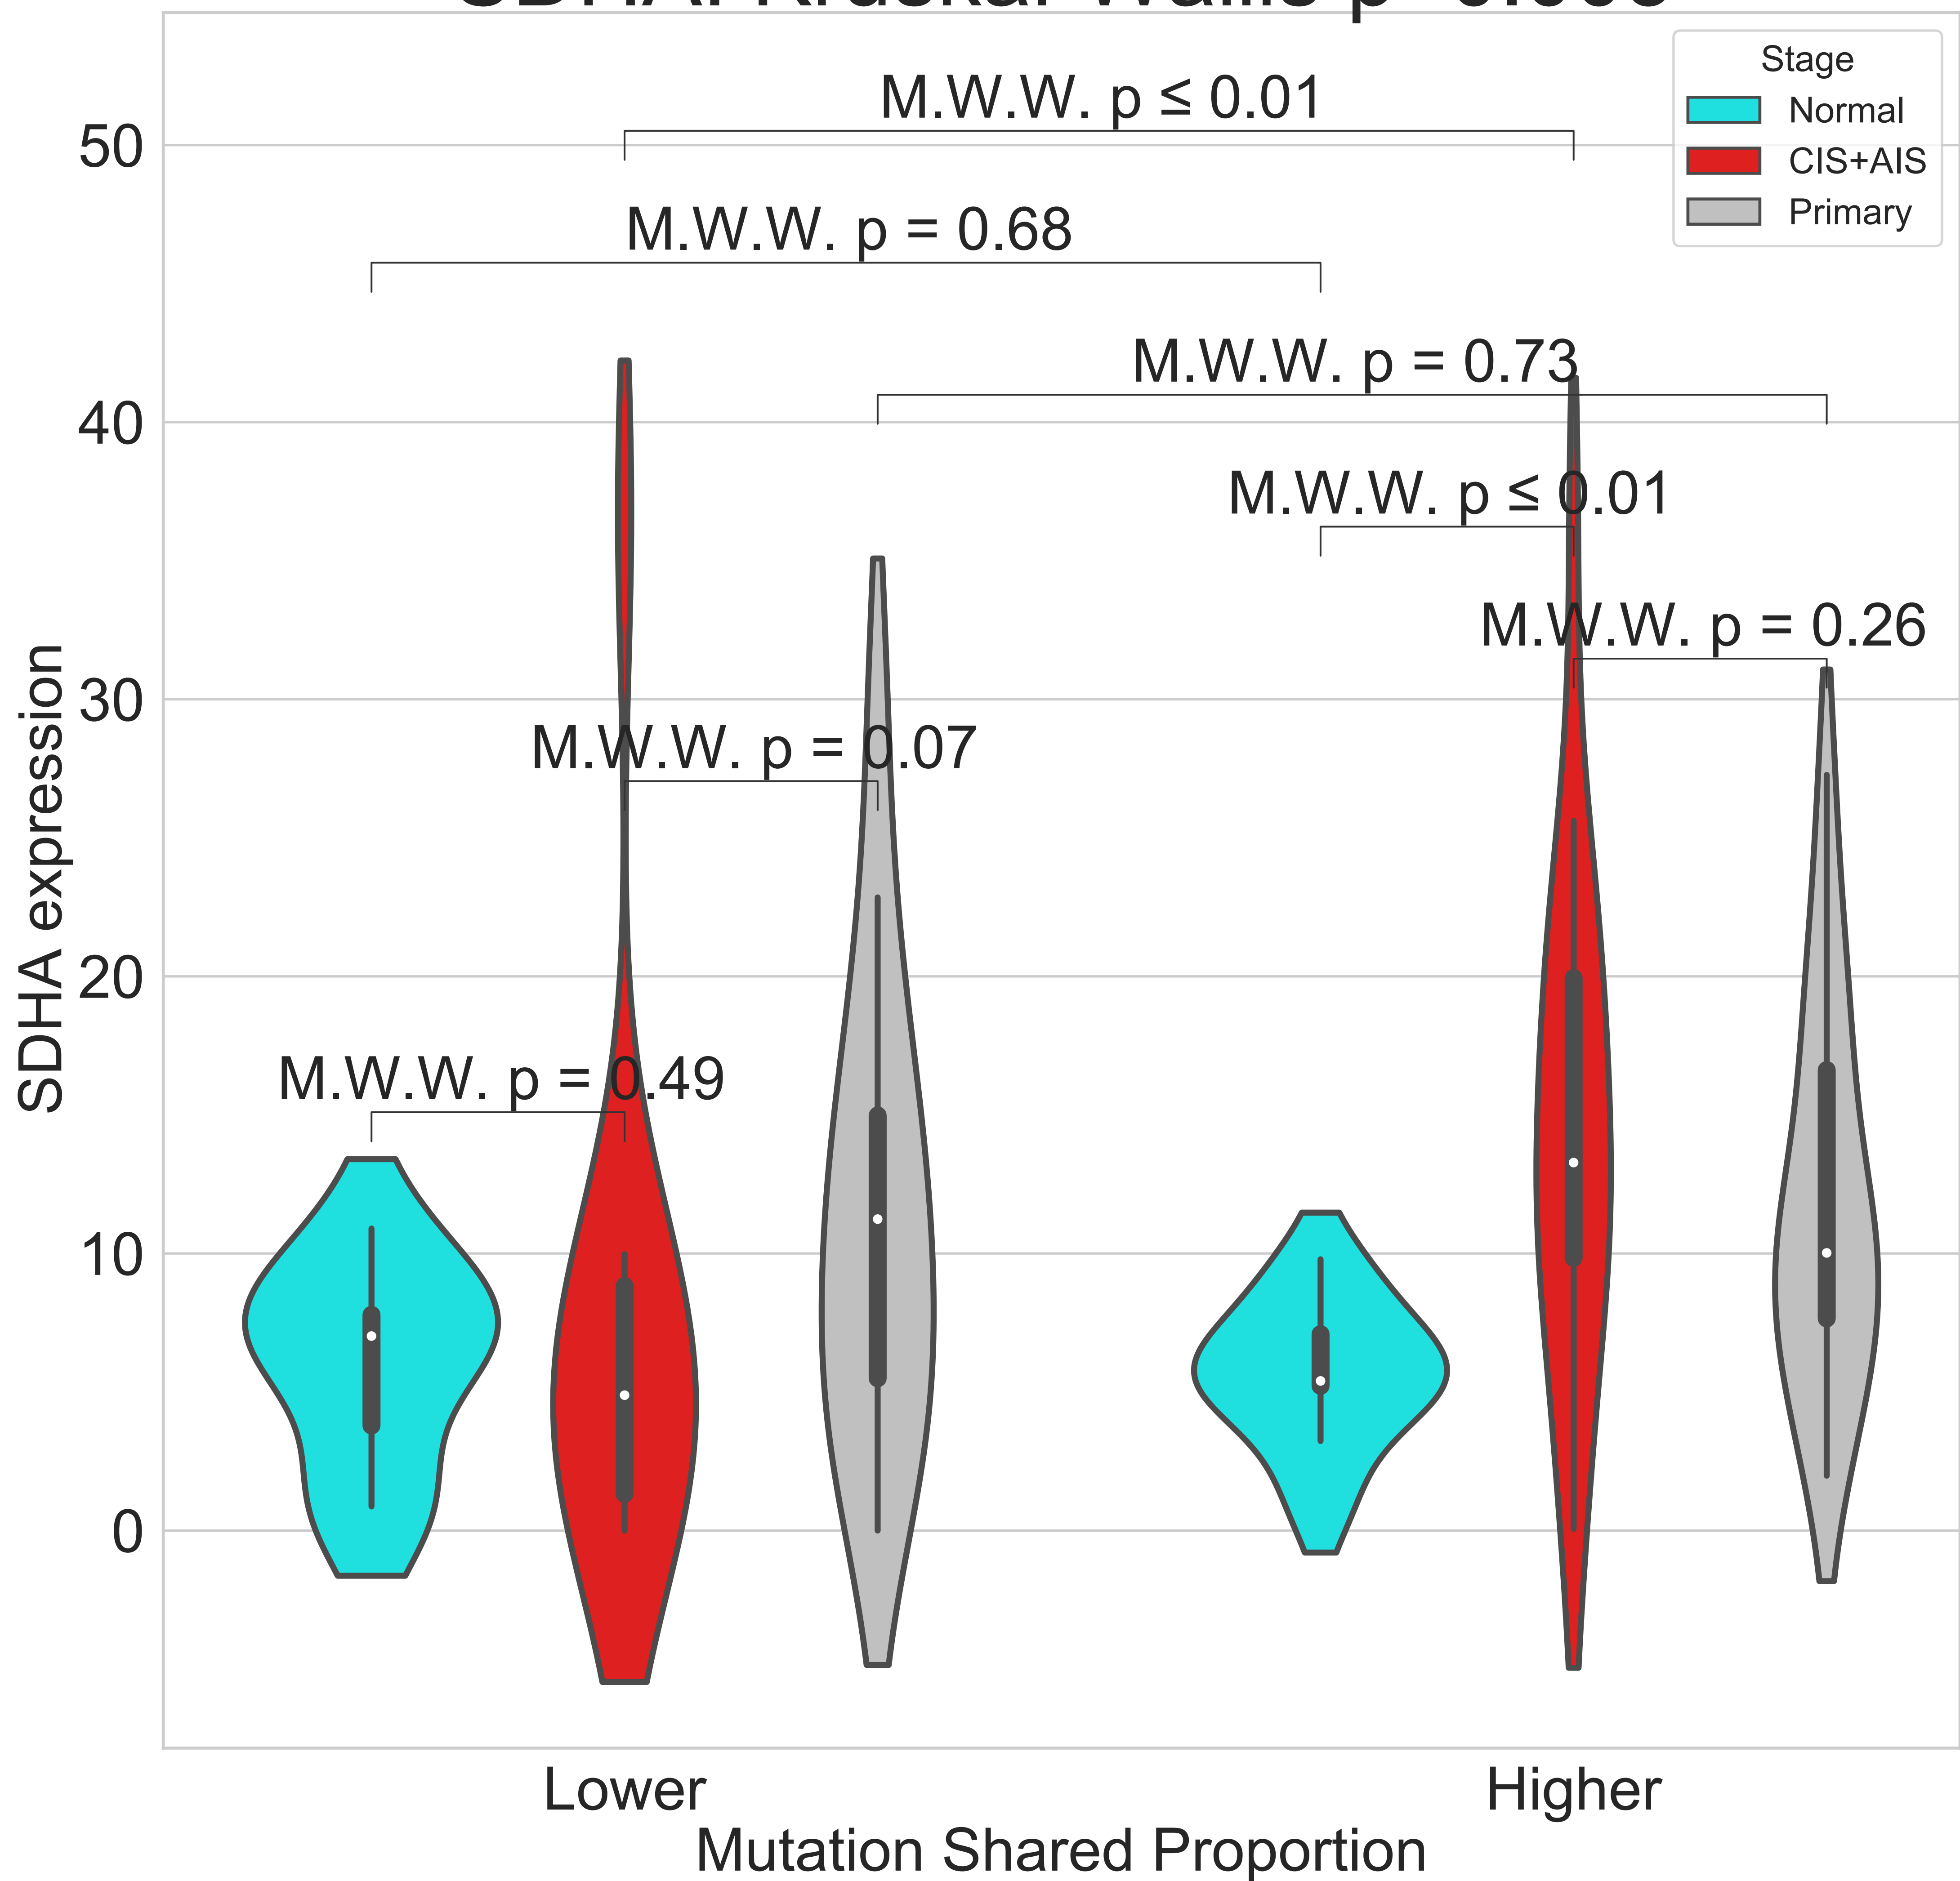 M.W.W. p ≤ 0.01
M.W.W. p = 0.68
M.W.W. p = 0.73
M.W.W. p ≤ 0.01
M.W.W. p = 0.26
M.W.W. p = 0.07
M.W.W. p = 0.49
Stage
Normal
CIS+AIS
Primary
50
40
30
20
10
0
SDHA expression
Lower
Higher
Mutation Shared Proportion